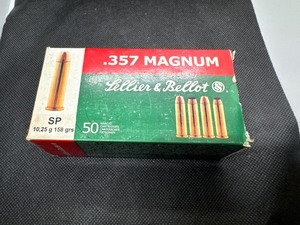 .357 MAGNUM
Sellier & Bellot
SP
10,25 g 158 grs
50